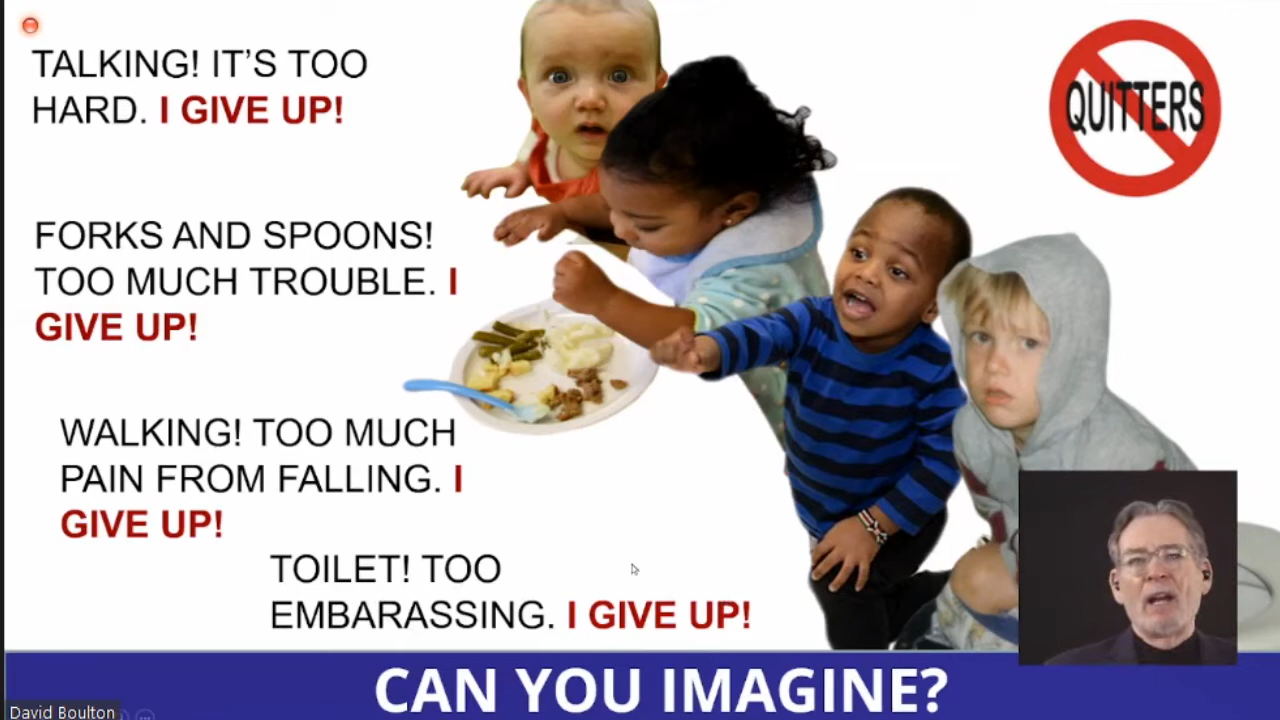 TALKING! IT'S TOO
HARD. I GIVE UP!
QUITTERS
FORKS AND SPOONS!
TOO MUCH TROUBLE. I
GIVE UP!
WALKING! TOO MUCH
PAIN FROM FALLING. I
GIVE UP!
TOILET! TOO
EMBARASSING. I GIVE UP!
CAN YOU IMAGINE?
David Boulton